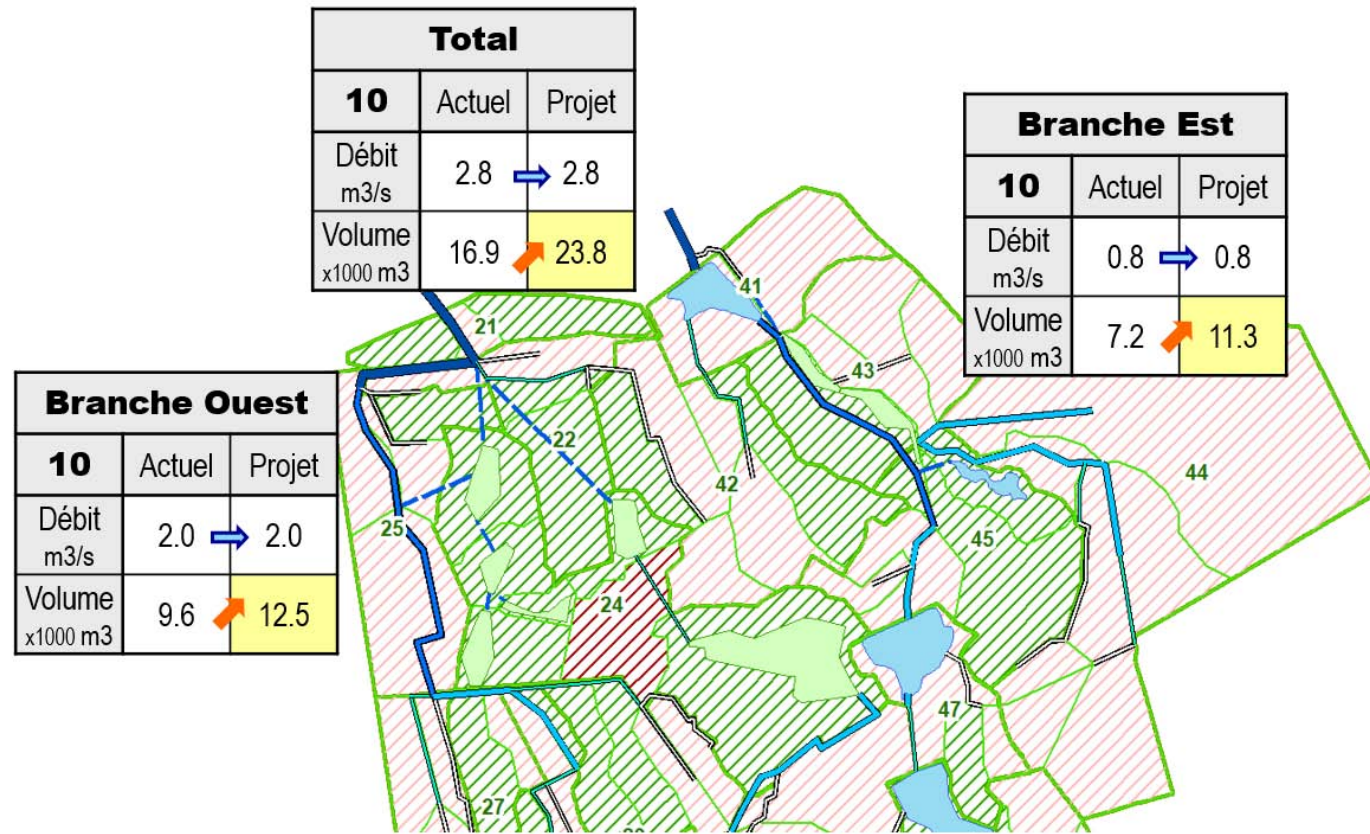 Total
10 Actuel Projet
Débit
m3/s
2.8 2.8
Volume
x1000 m3
16.9 23.8
Branche Est
10 Actuel Projet
Débit
m3/s
0.8 0.8
Volume
x1000 m3
7.2 11.3
Branche Ouest
10 Actuel Projet
Débit
m3/s
2.0 2.0
Volume
x1000 m3
9.6 12.5
41
21
43
22
44
42
25
45
24
47
27